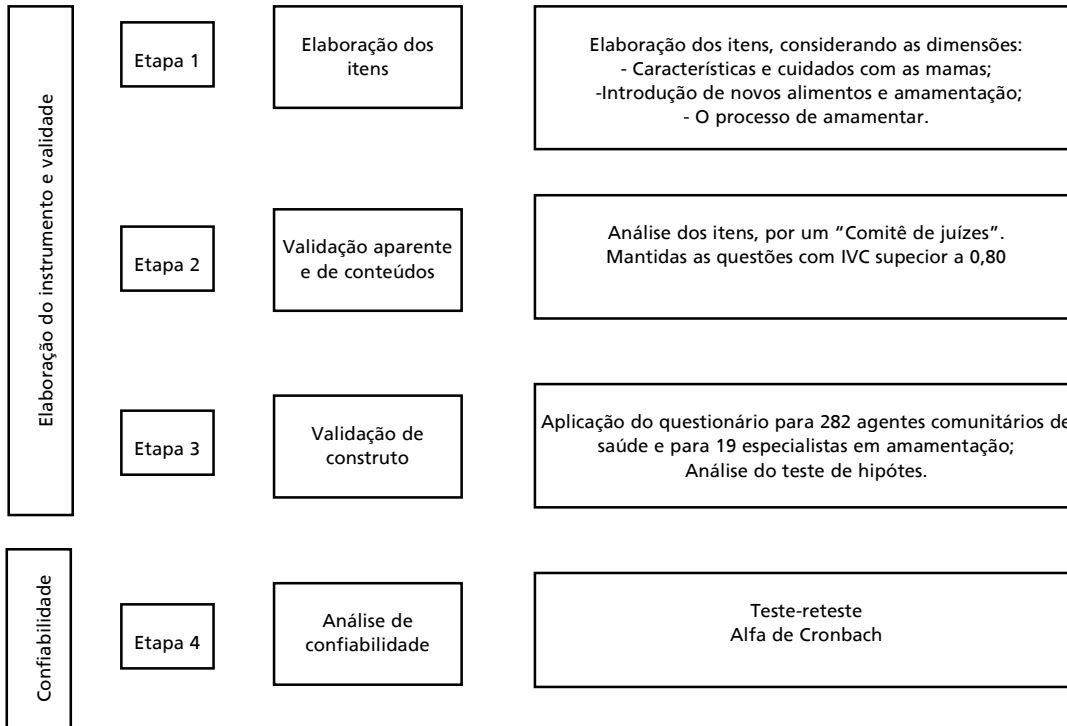 Elaboração do instrumento e validade
Etapa 1
Elaboração dos
itens
Elaboração dos itens, considerando as dimensões:
- Características e cuidados com as mamas;
-Introdução de novos alimentos e amamentação;
- O processo de amamentar.
Etapa 2
Validação aparente
e de conteúdos
Análise dos itens, por um “Comitê de juízes”.
Mantidas as questões com IVC supecior a 0,80
Etapa 3
Validação de
construto
Aplicação do questionário para 282 agentes comunitários de
saúde e para 19 especialistas em amamentação;
Análise do teste de hipótes.
Confiabilidade
Etapa 4
Análise de
confiabilidade
Teste-reteste
Alfa de Cronbach